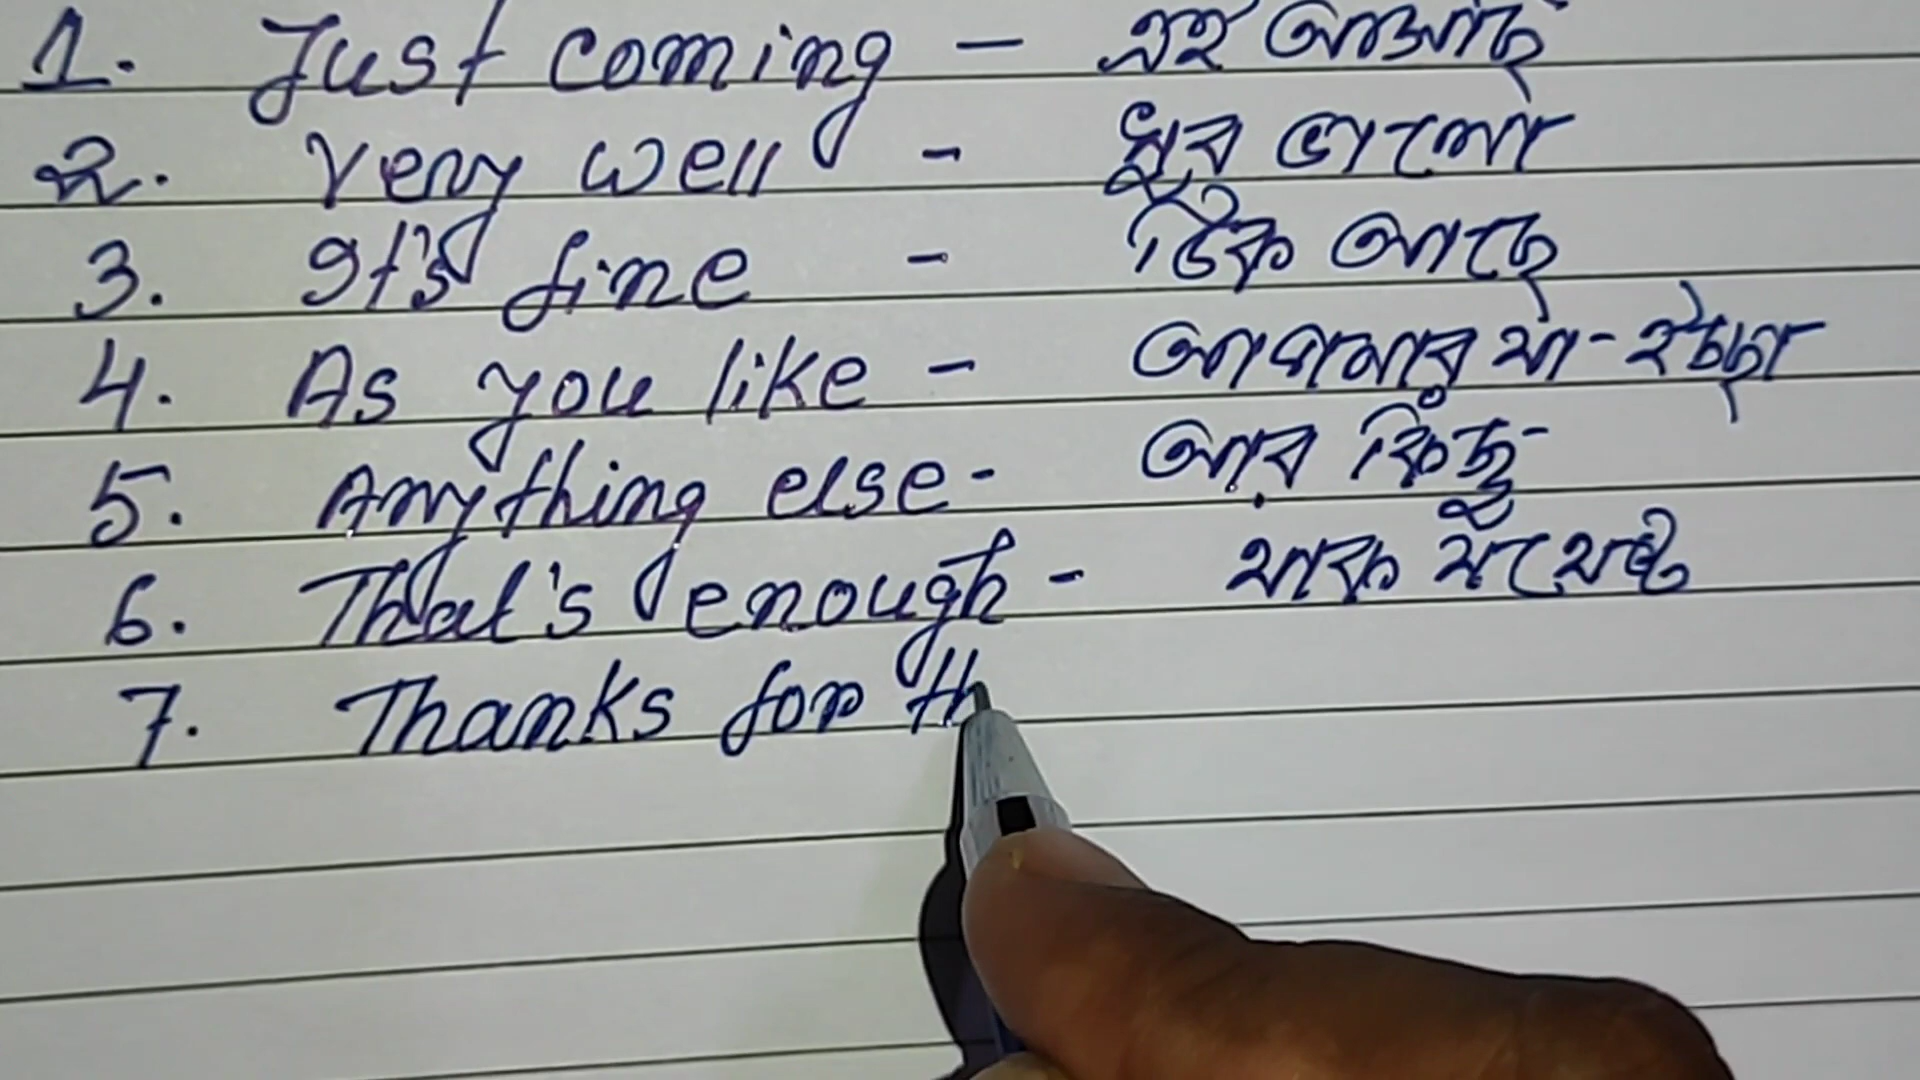 1. Just coming - এই আসছি
2. Very well - খুব ভালো
3. It's fine - ঠিক আছে
4. As you like - আপনার যা-ইচ্ছা
5. Anything else - আর কিছু
6. That's enough - থাক যথেষ্ট
7. Thanks for th